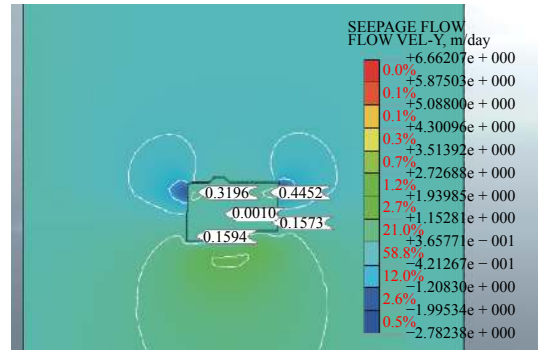 SEEPAGE FLOW
FLOW VEL-Y, m/day
+6.66207e + 000
0.0%
+5.87503e + 000
0.1%
+5.08800e + 000
0.1%
+4.30096e + 000
0.3%
+3.51392e + 000
0.7%
+2.72688e + 000
1.2%
+1.93985e + 000
2.7%
+1.15281e + 000
21.0%
+3.65771e − 001
58.8%
−4.21267e − 001
12.0%
−1.20830e + 000
2.6%
−1.99534e + 000
0.5%
−2.78238e + 000
0.3196
0.4452
0.0010
0.1573
0.1594